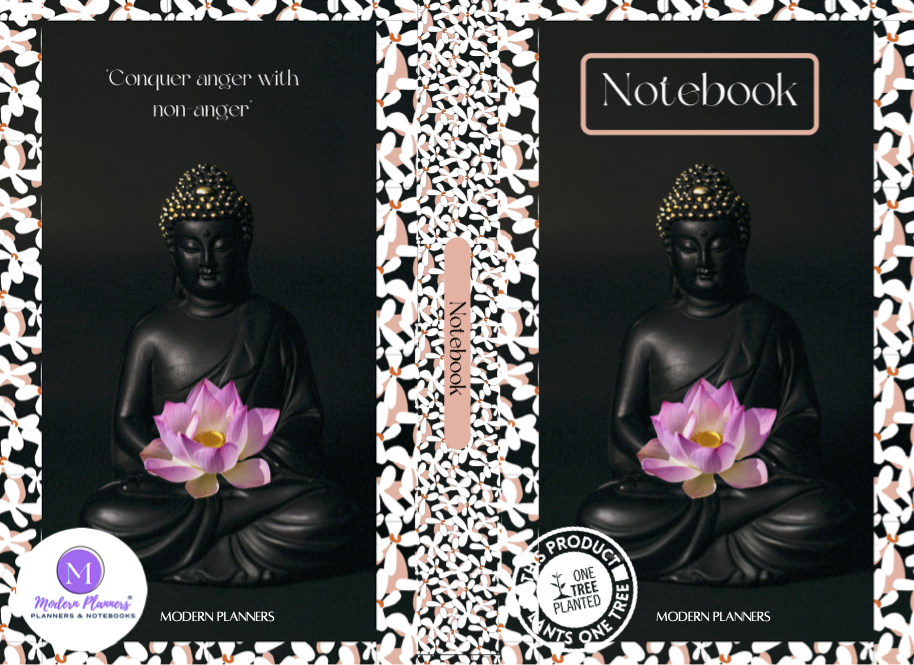 'Conquer anger with
non-anger'
M
Modern Planners®
PLANNERS & NOTEBOOKS
MODERN PLANNERS
Notebook
Notebook
THIS PRODUCT
PLANTS ONE TREE
ONE
TREE
PLANTED
MODERN PLANNERS